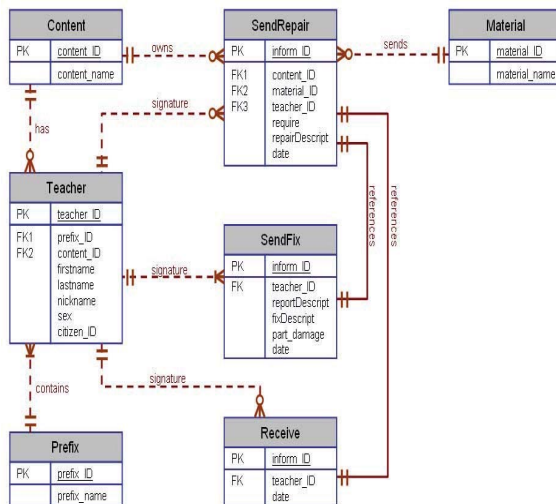 Content
PK content_ID
content_name
owns
SendRepair
PK inform_ID
FK1 content_ID
FK2 material_ID
FK3 teacher_ID
require
repairDescript
date
sends
Material
PK material_ID
material_name
has
signature
Teacher
PK teacher_ID
FK1 prefix_ID
FK2 content_ID
firstname
lastname
nickname
sex
citizen_ID
signature
SendFix
PK inform_ID
FK teacher_ID
reportDescript
fixDescript
part_damage
date
references
references
contains
signature
Prefix
PK prefix_ID
prefix_name
Receive
PK inform_ID
FK teacher_ID
date